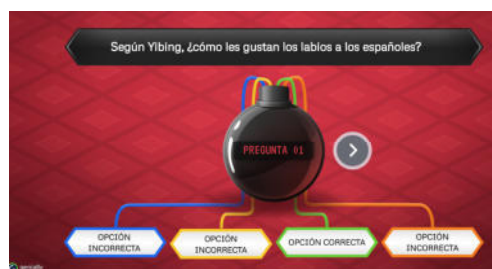 Según Yibing, ¿cómo les gustan los labios a los españoles?
PREGUNTA 01
OPCIÓN
INCORRECTA
OPCIÓN
INCORRECTA
OPCIÓN CORRECTA
OPCIÓN
INCORRECTA
genially